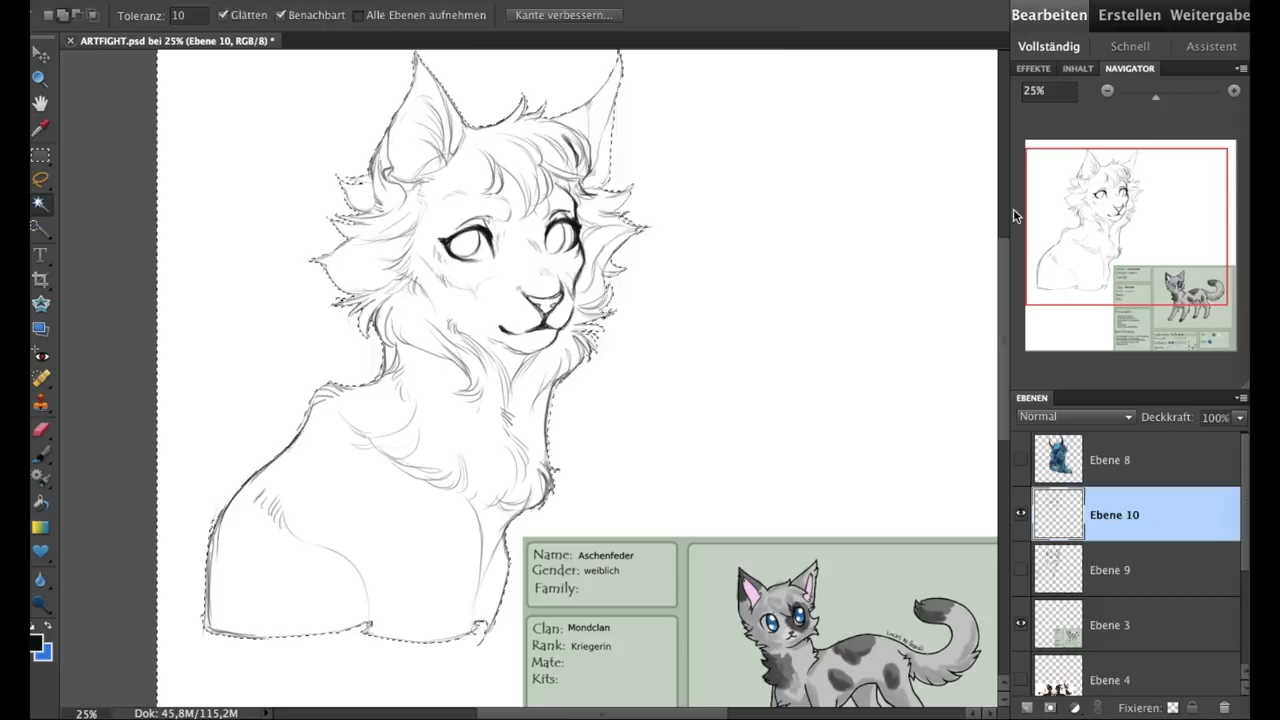 Toleranz: 10 Glätten Benachbart Alle Ebenen aufnehmen Kante verbessern...
Bearbeiten Erstellen Weitergabe
× ARTFIGHT.psd bei 25% (Ebene 10, RGB/8) *
Vollständig Schnell Assistent
EFFEKTE INHALT NAVIGATOR
25%
EBENEN
Normal Deckkraft: 100%
Ebene 8
Ebene 10
Ebene 9
Ebene 3
Ebene 4
Fixieren:
Name: Aschenfeder
Gender: weiblich
Family:
Clan: Mondclan
Rank: Kriegerin
Mate:
Kits:
25% Dok: 45,8M/115,2M